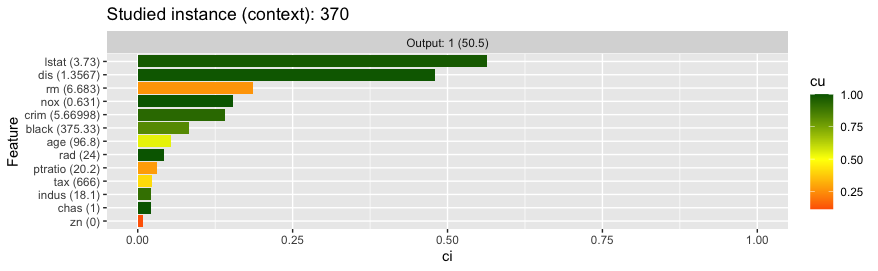 Studied instance (context): 370
Output: 1 (50.5)
Feature
lstat (3.73)
dis (1.3567)
rm (6.683)
nox (0.631)
crim (5.66998)
black (375.33)
age (96.8)
rad (24)
ptratio (20.2)
tax (666)
indus (18.1)
chas (1)
zn (0)
0.00 0.25 0.50 0.75 1.00
ci
cu
1.00
0.75
0.50
0.25